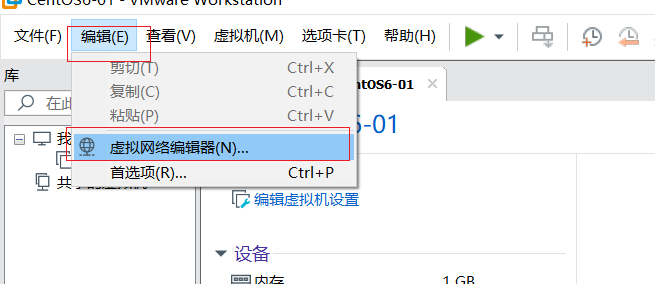 CentOS6-01 - VMware Workstation
文件(F) 编辑(E) 查看(V) 虚拟机(M) 选项卡(T) 帮助(H)
库
剪切(T) Ctrl+X
复制(C) Ctrl+C
粘贴(P) Ctrl+V
虚拟网络编辑器(N)...
首选项(R)... Ctrl+P
在此
我
ntOS6-01
6-01
编辑虚拟机设置
设备
内存 1 GB